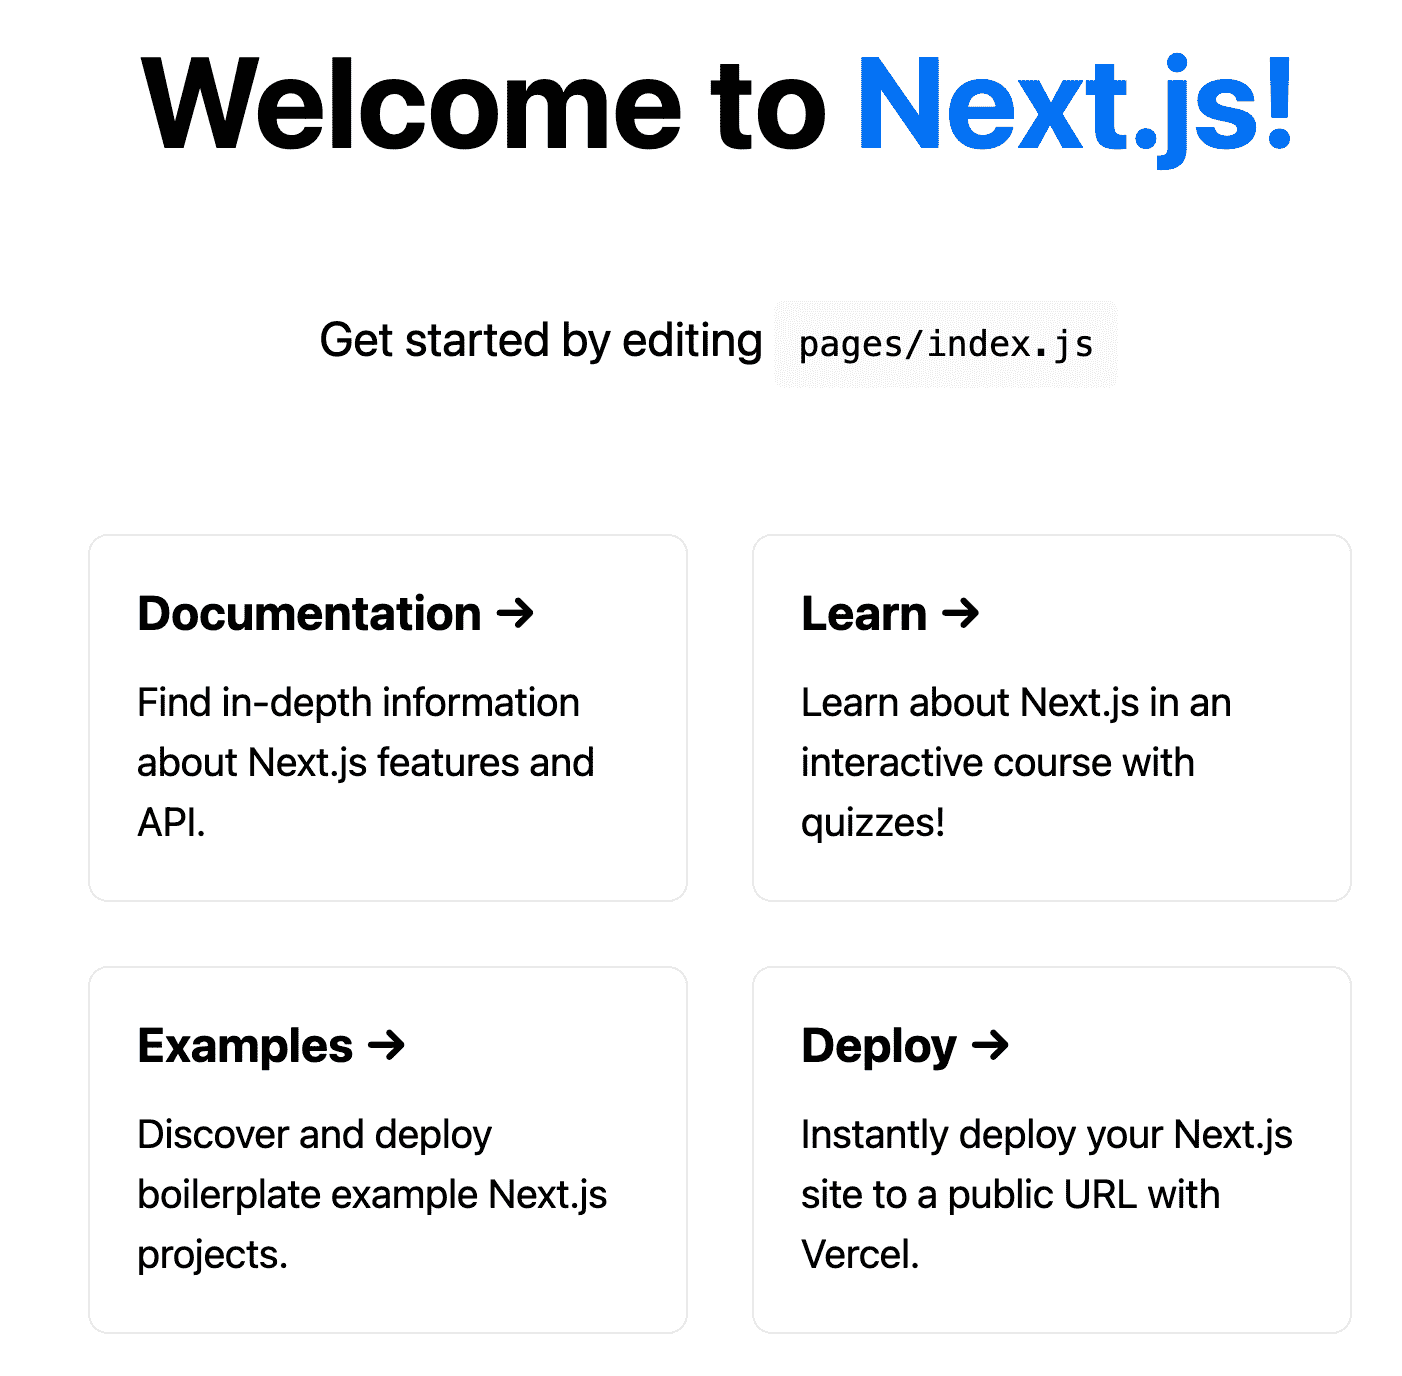 Welcome to Next.js!
Get started by editing pages/index.js
Documentation →
Find in-depth information
about Next.js features and
API.
Learn →
Learn about Next.js in an
interactive course with
quizzes!
Examples →
Discover and deploy
boilerplate example Next.js
projects.
Deploy →
Instantly deploy your Next.js
site to a public URL with
Vercel.